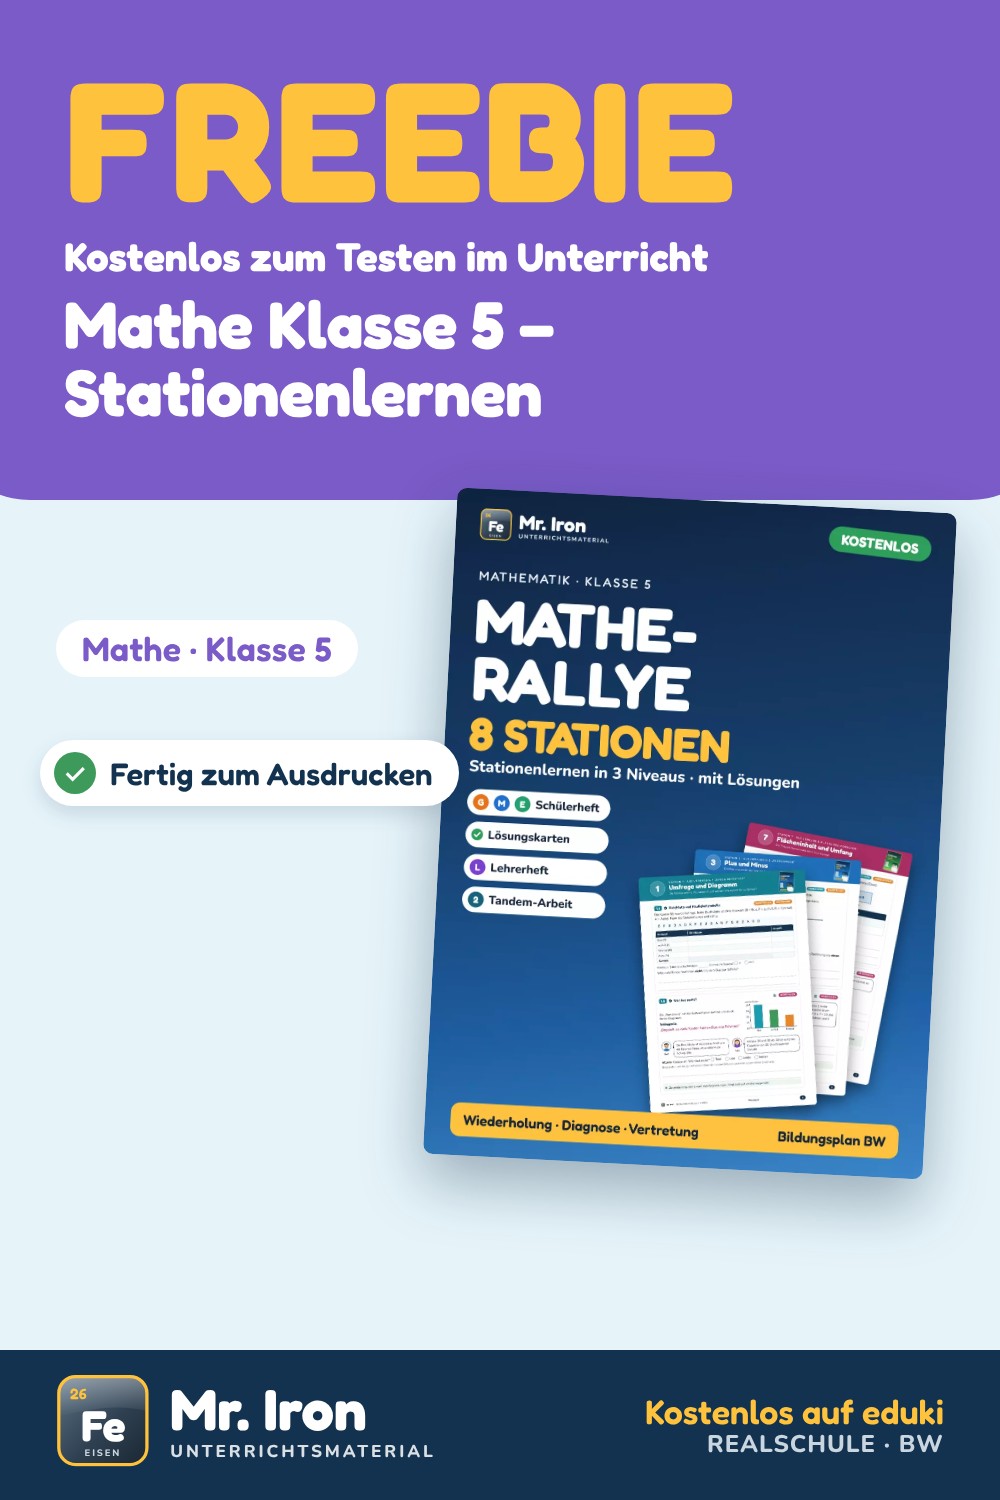 FREEBIE
Kostenlos zum Testen im Unterricht
Mathe Klasse 5 –
Stationenlernen
Fe
Mr. Iron
UNTERRICHTSMATERIAL
KOSTENLOS
MATHEMATIK · KLASSE 5
MATHE-
RALLYE
8 STATIONEN
Stationenlernen in 3 Niveaus · mit Lösungen
Mathe · Klasse 5
Fertig zum Ausdrucken
G M E Schülerheft
Lösungskarten
L Lehrerheft
2 Tandem-Arbeit
7 Flächeninhalt und Umfang
3 Plus und Minus
1 Umfrage und Diagramm
Wiederholung · Diagnose · Vertretung
Bildungsplan BW
26
Fe
EISEN
Mr. Iron
UNTERRICHTSMATERIAL
Kostenlos auf eduki
REALSCHULE · BW